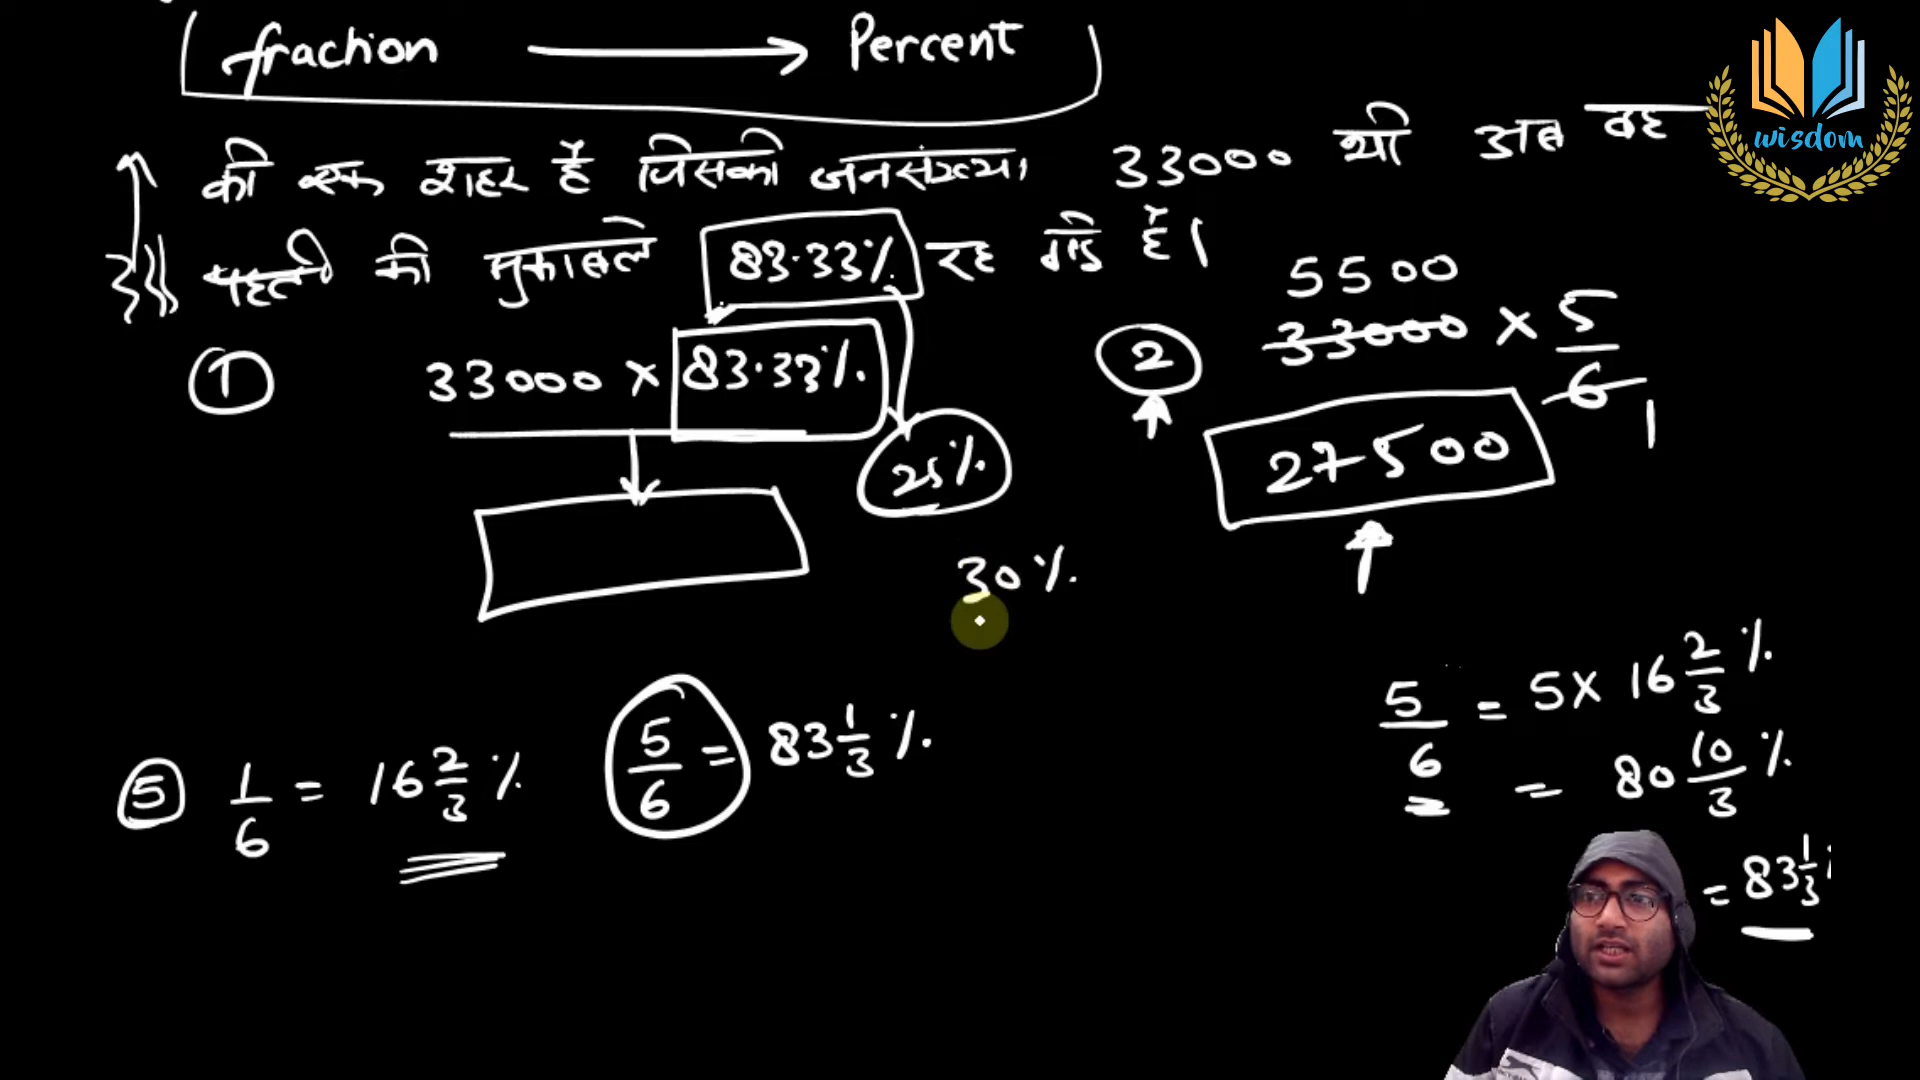 fraction → Percent
wisdom
की एक शहर है जिसकी जनसंख्या 33000 थी अब वह
पहली की मुकाबले 83.33% रह गई है।
① 33000 × 83.33%
25%
30%
② 5500
33000 × 5/6
1
27500
⑤ 1/6 = 16 2/3 %
5/6 = 83 1/3 %
5/6 = 5 × 16 2/3 %
= 80 10/3 %
= 83 1/3